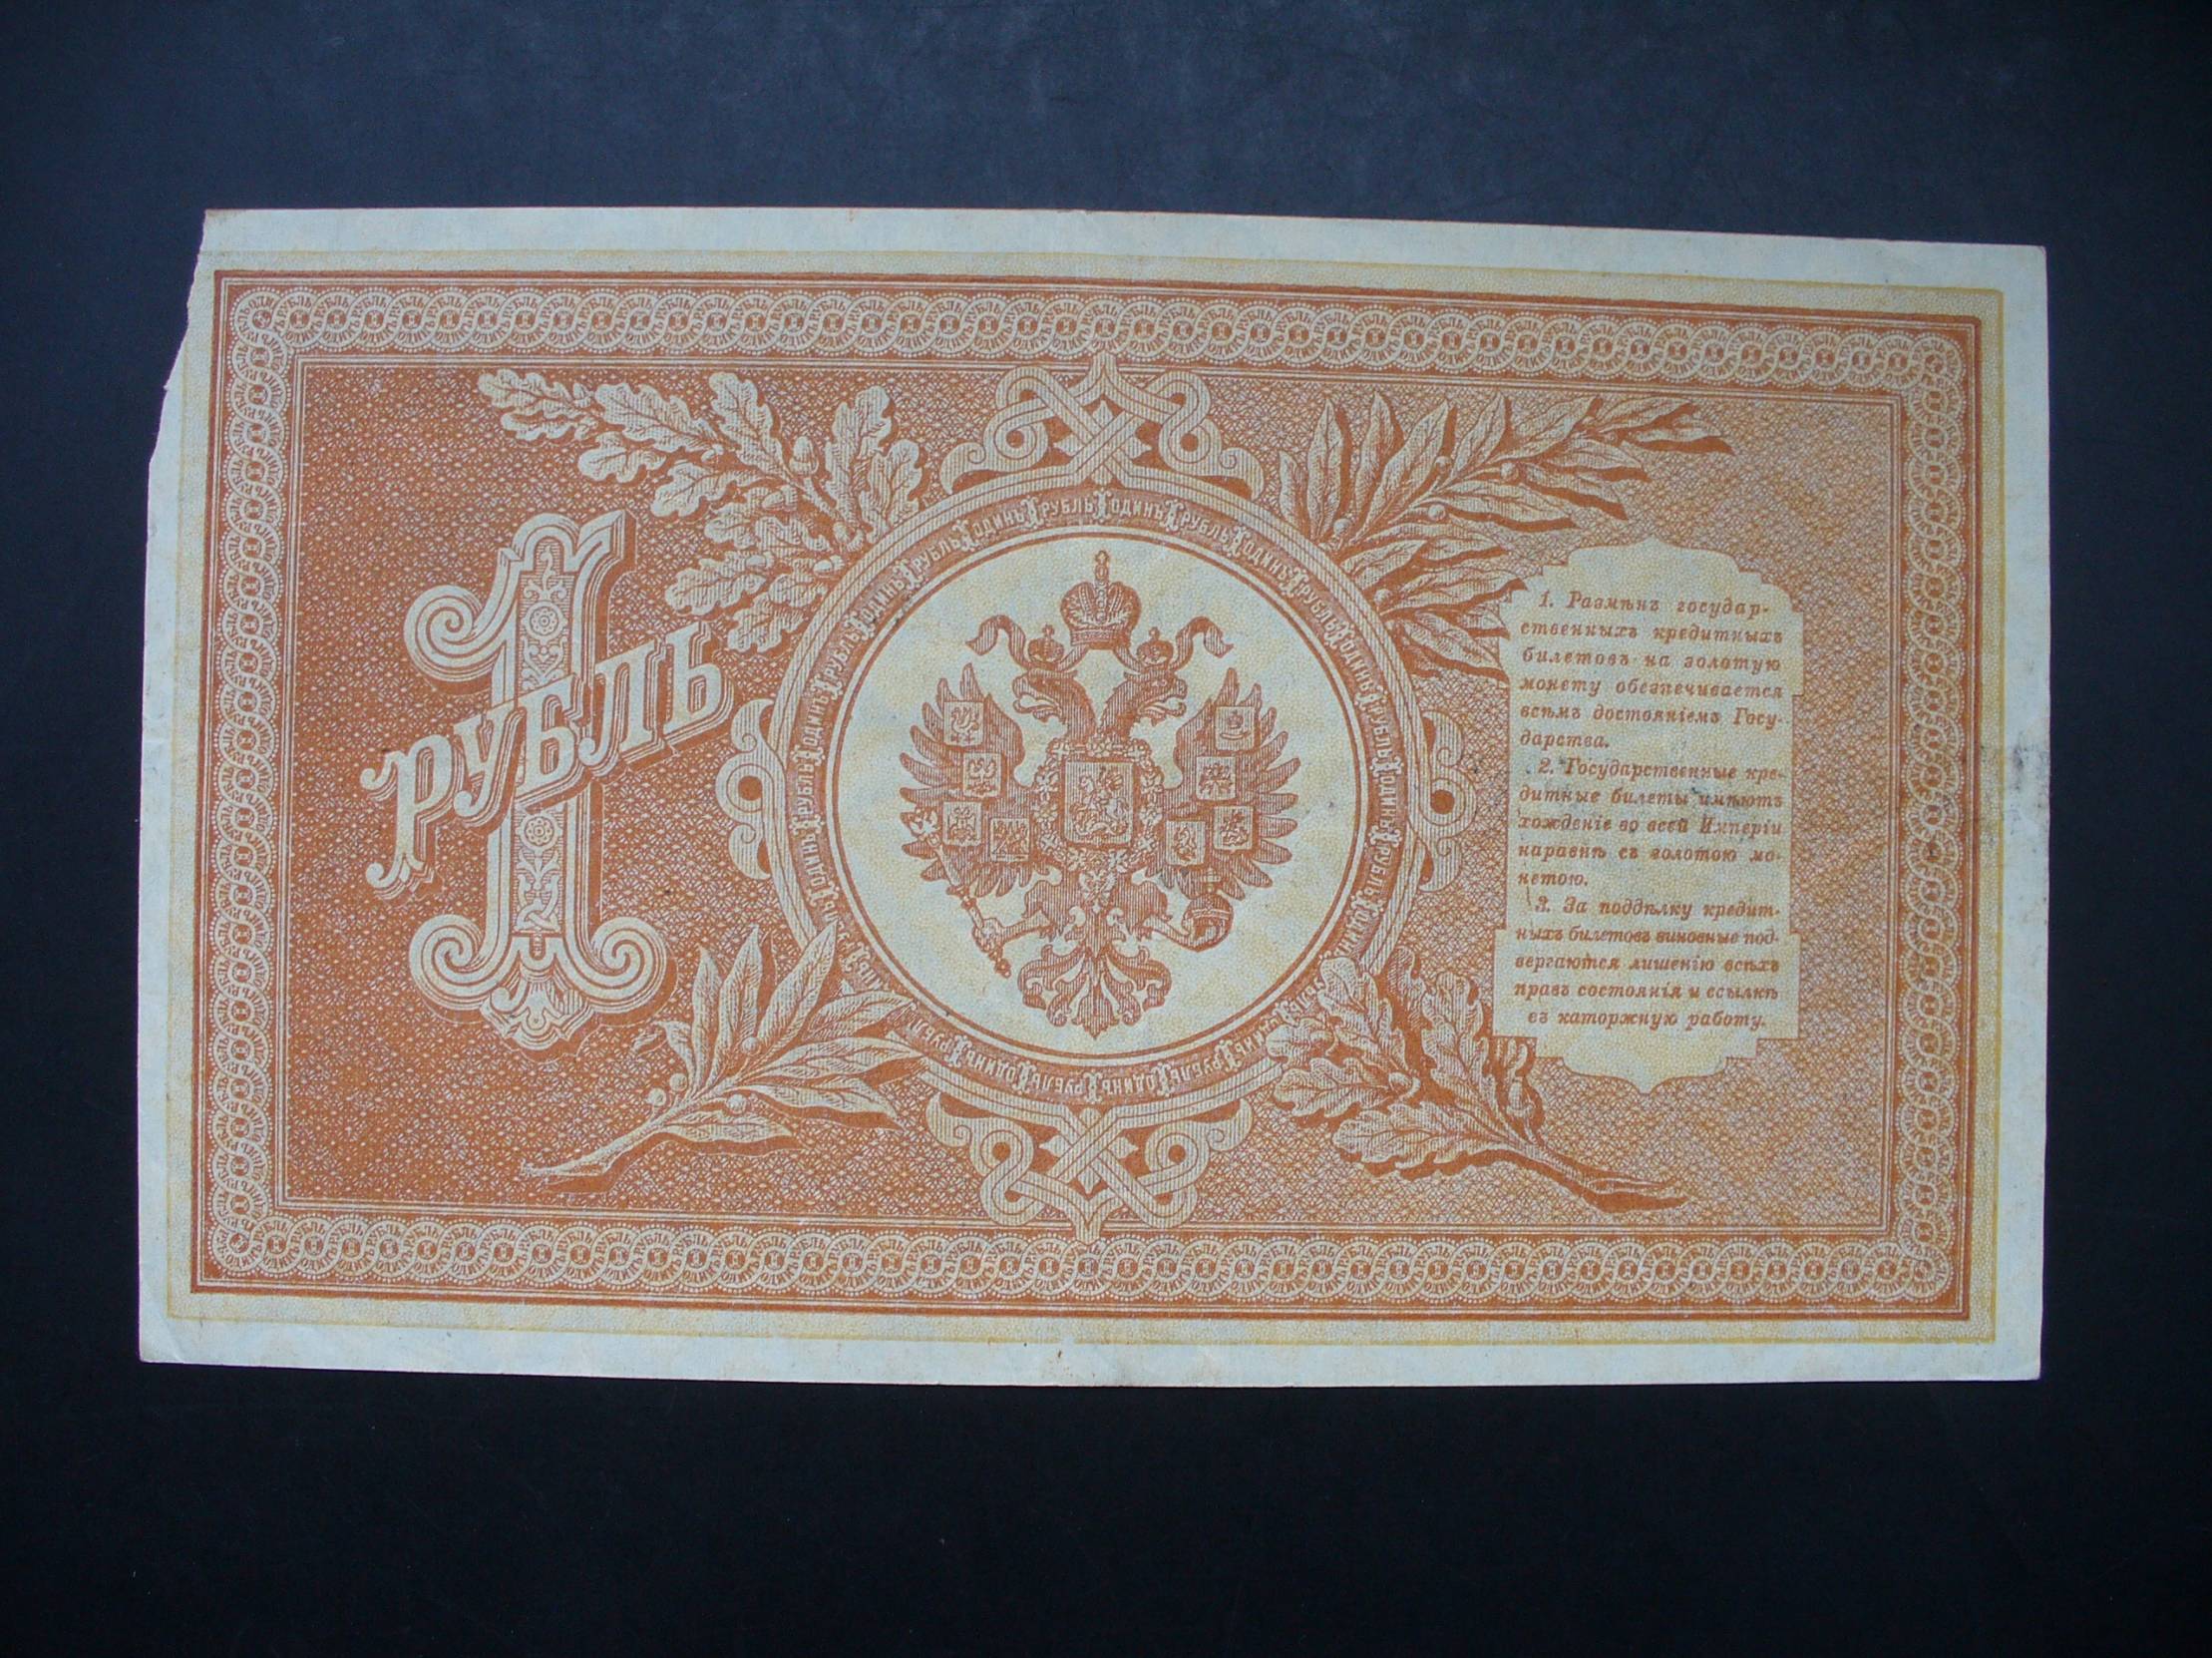 1
рубль
1. Размѣнъ государ-
ственныхъ кредитныхъ
билетовъ на золотую
монету обезпечивается
всѣмъ достояніемъ Госу-
дарства.
2. Государственные кре-
дитные билеты имѣютъ
хожденіе во всей Имперіи
наравнѣ съ золотою мо-
нетою.
3. За поддѣлку кредит-
ныхъ билетовъ виновные под-
вергаются лишенію всѣхъ
правъ состоянія и ссылкѣ
въ каторжную работу.